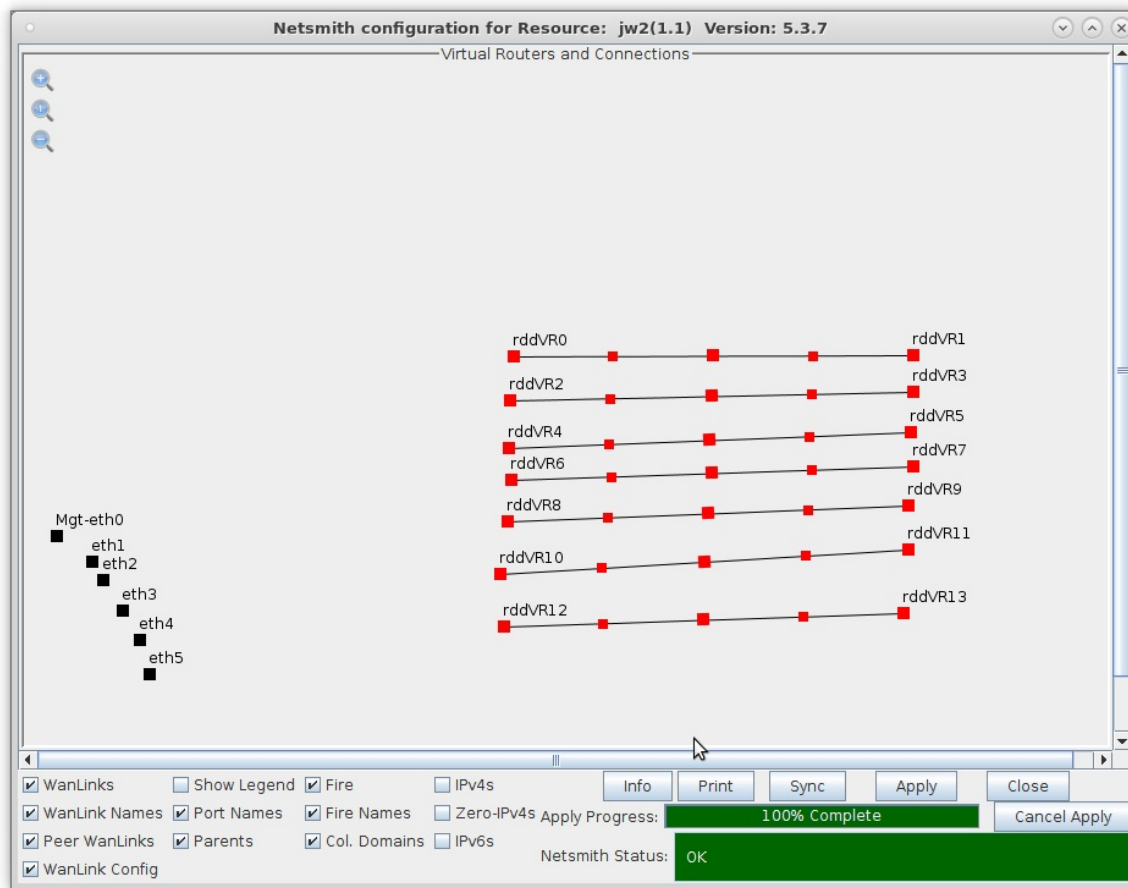 Netsmith configuration for Resource:  jw2(1.1)  Version: 5.3.7
Virtual Routers and Connections
rddVR0
rddVR1
rddVR2
rddVR3
rddVR4
rddVR5
rddVR6
rddVR7
rddVR8
rddVR9
Mgt-eth0
eth1
eth2
eth3
eth4
eth5
rddVR10
rddVR11
rddVR12
rddVR13
WanLinks
Show Legend
Fire
IPv4s
Info
Print
Sync
Apply
Close
WanLink Names
Port Names
Fire Names
Zero-IPv4s
Apply Progress:
100% Complete
Cancel Apply
Peer WanLinks
Parents
Col. Domains
IPv6s
Netsmith Status:
OK
WanLink Config